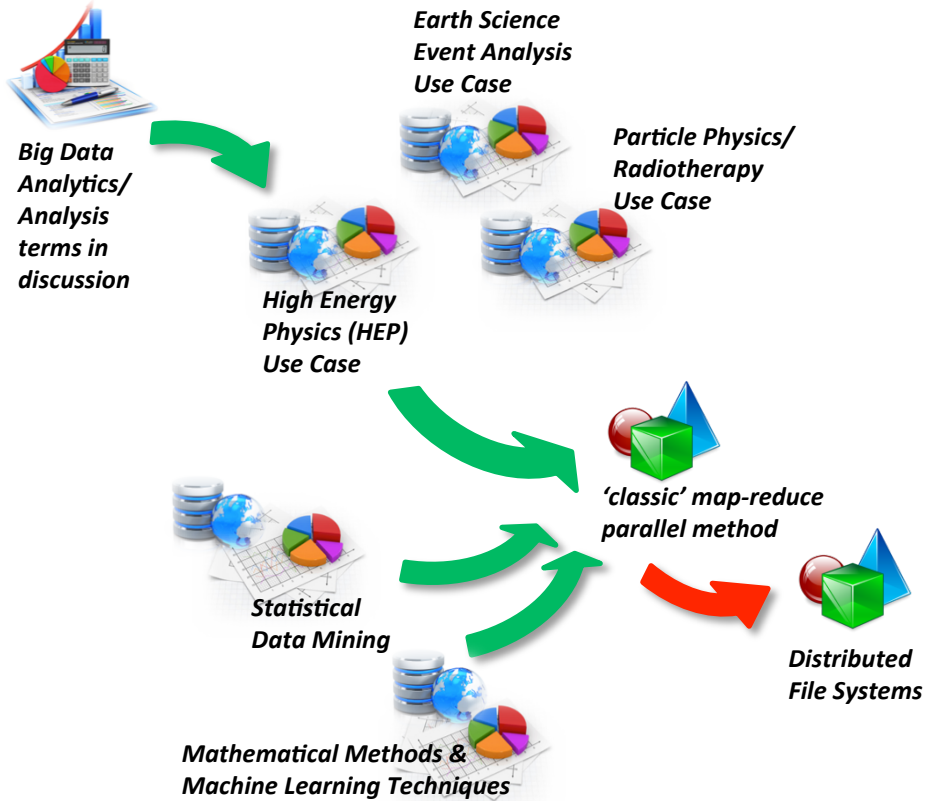 Earth Science
Event Analysis
Use Case
Big Data
Analytics/
Analysis
terms in
discussion
Particle Physics/
Radiotherapy
Use Case
High Energy
Physics (HEP)
Use Case
‘classic’ map-reduce
parallel method
Statistical
Data Mining
Distributed
File Systems
Mathematical Methods &
Machine Learning Techniques